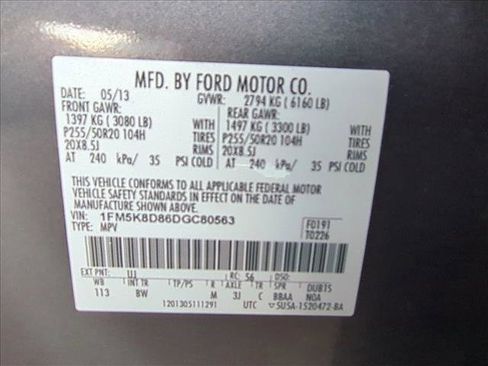 MFD. BY FORD MOTOR CO.
DATE: 05/13 GVWR: 2794 KG ( 6160 LB)
FRONT GAWR: REAR GAWR:
1397 KG ( 3080 LB) WITH 1497 KG ( 3300 LB) WITH
P255/50R20 104H TIRES P255/50R20 104H TIRES
20X8.5J RIMS 20X8.5J RIMS
AT 240 kPa/ 35 PSI COLD AT 240 kPa/ 35 PSI COLD
THIS VEHICLE CONFORMS TO ALL APPLICABLE FEDERAL MOTOR
VEHICLE SAFETY STANDARDS IN EFFECT ON THE DATE OF
MANUFACTURE SHOWN ABOVE.
VIN: 1FM5K8D86DGC80563 F0191
TYPE: MPV T0226
EXT PNT: UJ RC: 56 DSO:
WB INT TR TP/PS R AXLE TR SPR DUBTS
113 BW M 3J C BBAA NOA
1201305111291 UTC ▽5U5A-1520472-BA